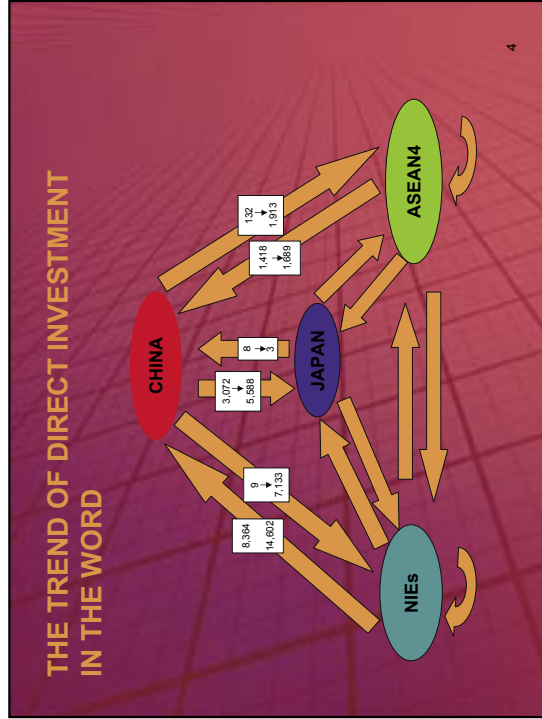 THE TREND OF DIRECT INVESTMENT
IN THE WORD
CHINA
132
1,913
1,418
1,689
8
3
3,072
5,588
9
7,133
8,364
14,602
JAPAN
ASEAN4
NIEs
4